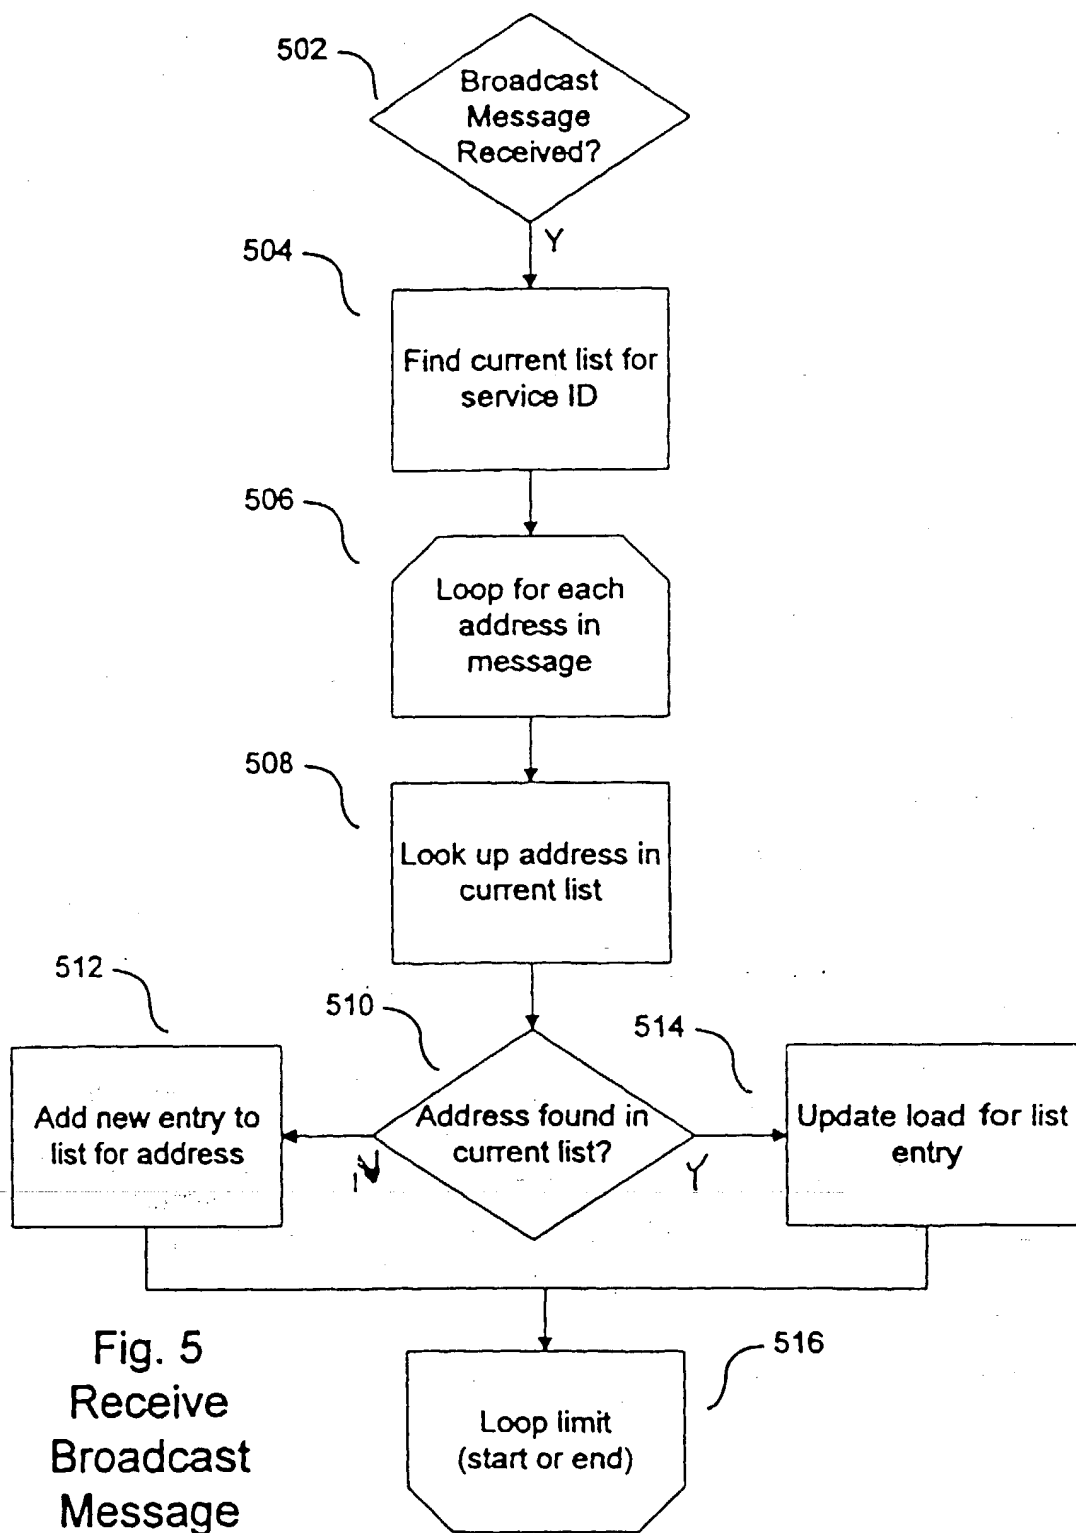 502
Broadcast
Message
Received?
Y
504
Find current list for
service ID
506
Loop for each
address in
message
508
Look up address in
current list
512
510
514
Add new entry to
list for address
Address found in
current list?
Update load for list
entry
N
Y
Fig. 5
Receive
Broadcast
Message
516
Loop limit
(start or end)